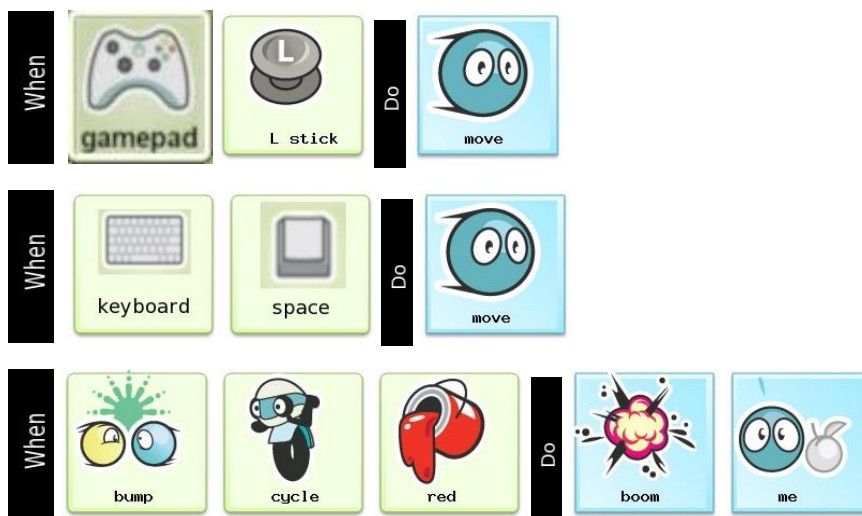 When gamepad L L stick Do move
When keyboard space Do move
When bump cycle red Do boom me